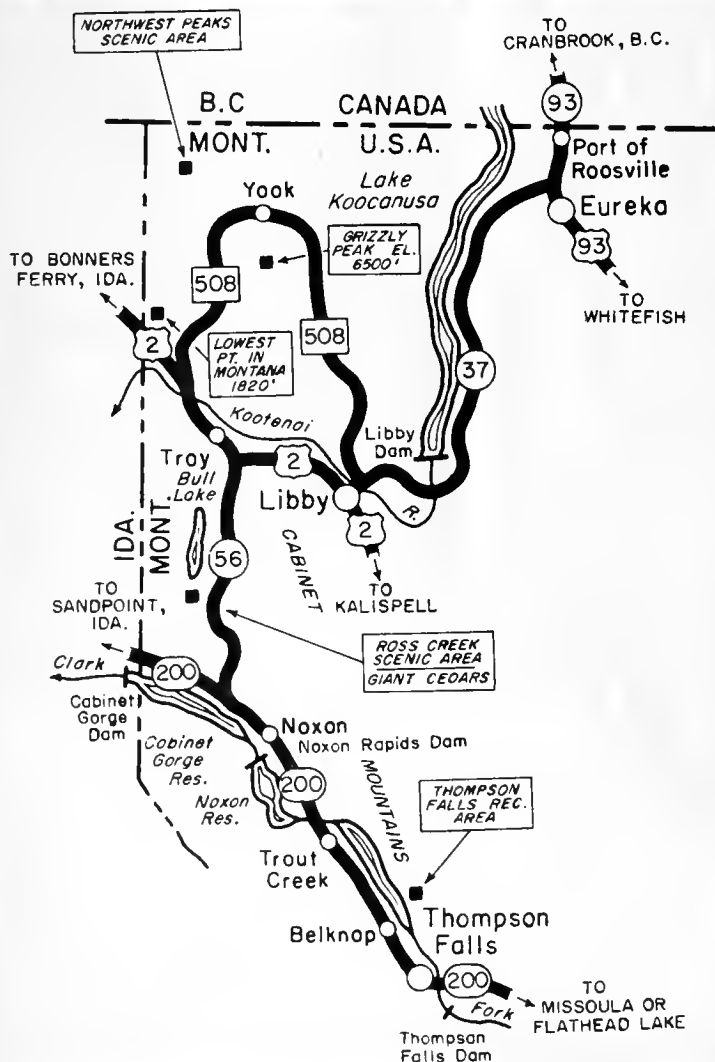 NORTHWEST PEAKS
SCENIC AREA
TO
CRANBROOK, B.C.
93
B.C
CANADA
MONT.
U.S.A.
Port of
Roosville
Lake
Koocanusa
Yaak
Eureka
93
GRIZZLY
PEAK EL.
6500'
TO BONNERS
FERRY, IDA.
508
TO
WHITEFISH
2
LOWEST
PT. IN
MONTANA
1820'
508
37
Kootenai
Libby
Dam
Troy
2
Bull
Lake
Libby
R.
2
IDA.
MONT.
56
CABINET
TO
KALISPELL
TO
SANDPOINT,
IDA.
ROSS CREEK
SCENIC AREA
GIANT CEDARS
Clark
200
Cabinet
Gorge
Dam
Noxon
Noxon Rapids Dam
Cabinet
Gorge
Res.
200
MOUNTAINS
Noxon
Res.
THOMPSON
FALLS REC.
AREA
Trout
Creek
Belknap
Thompson
Falls
200
TO
MISSOULA OR
FLATHEAD LAKE
Fork
Thompson
Falls Dam